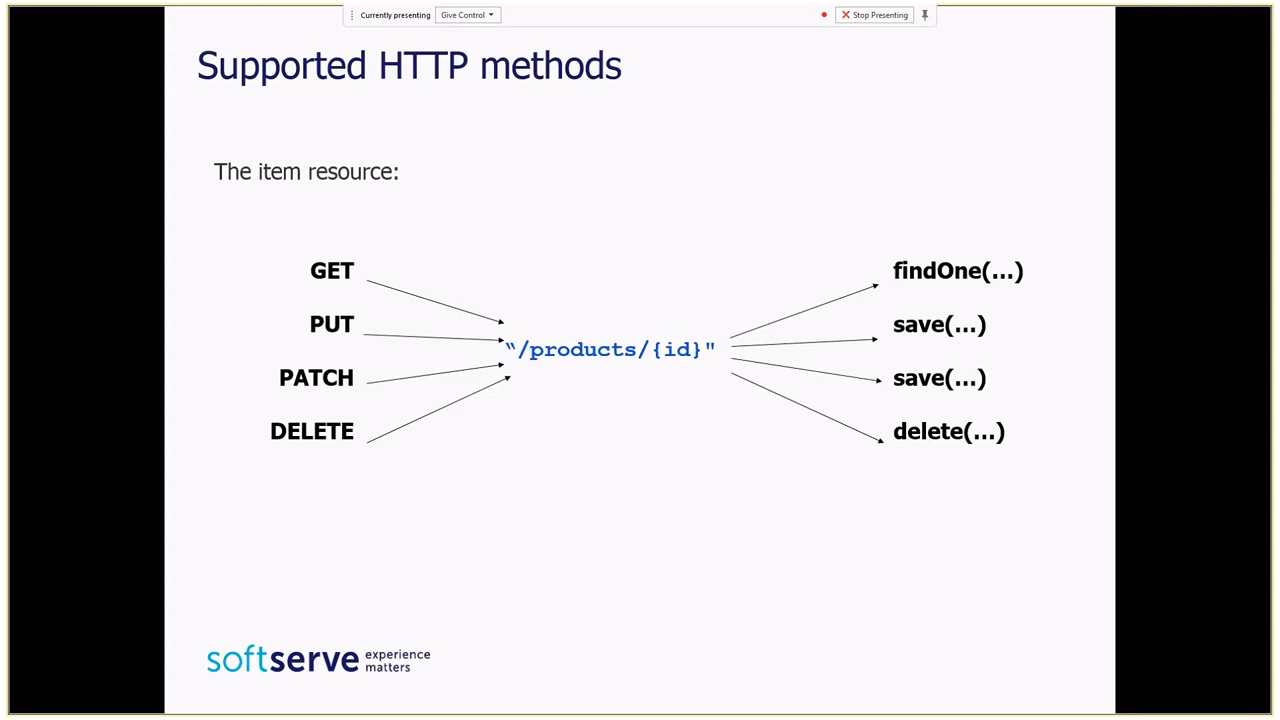 Currently presenting Give Control Stop Presenting
Supported HTTP methods
The item resource:
GET findOne(...)
PUT save(...)
“/products/{id}"
PATCH save(...)
DELETE delete(...)
softserve experience matters